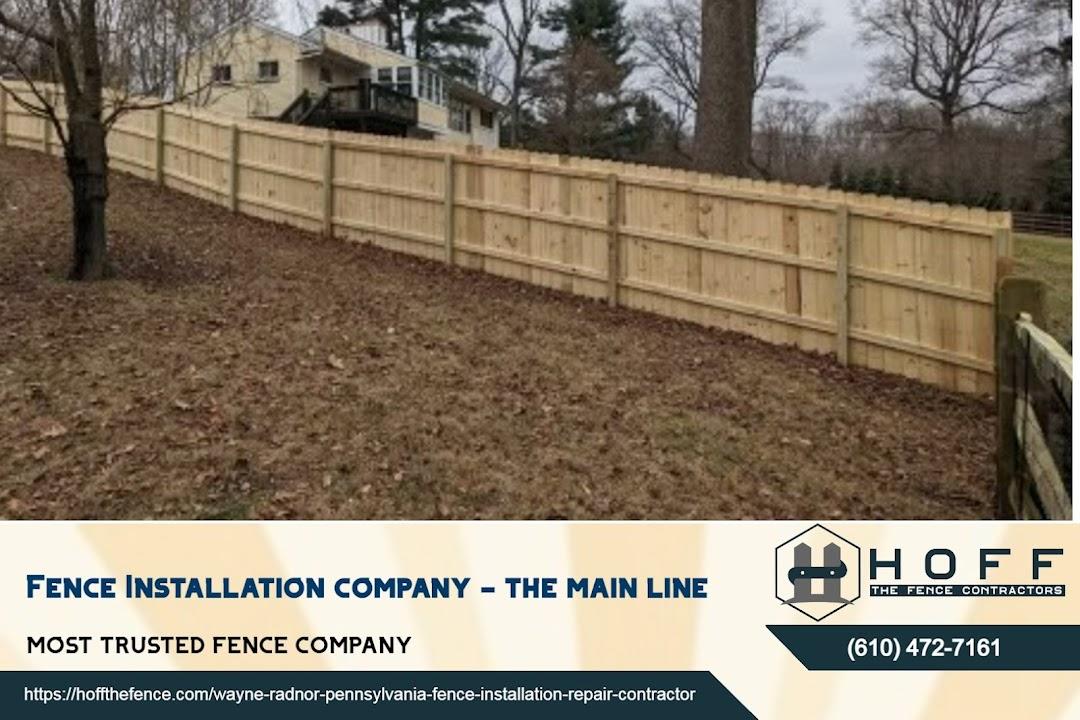 Fence Installation company – the main line
most trusted fence company
https://hoffthefence.com/wayne-radnor-pennsylvania-fence-installation-repair-contractor
HOFF
THE FENCE CONTRACTORS
(610) 472-7161